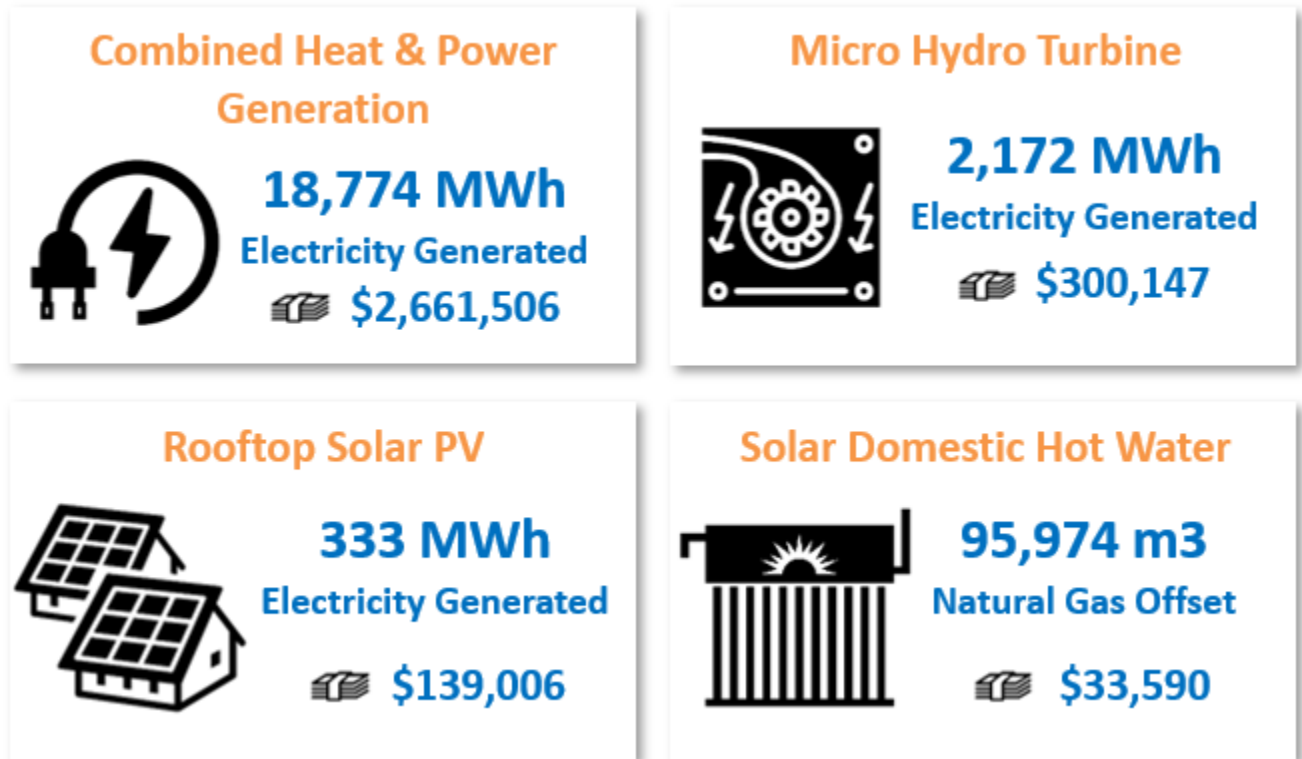 Combined Heat & Power
Generation
18,774 MWh
Electricity Generated
$2,661,506
Micro Hydro Turbine
2,172 MWh
Electricity Generated
$300,147
Rooftop Solar PV
333 MWh
Electricity Generated
$139,006
Solar Domestic Hot Water
95,974 m3
Natural Gas Offset
$33,590